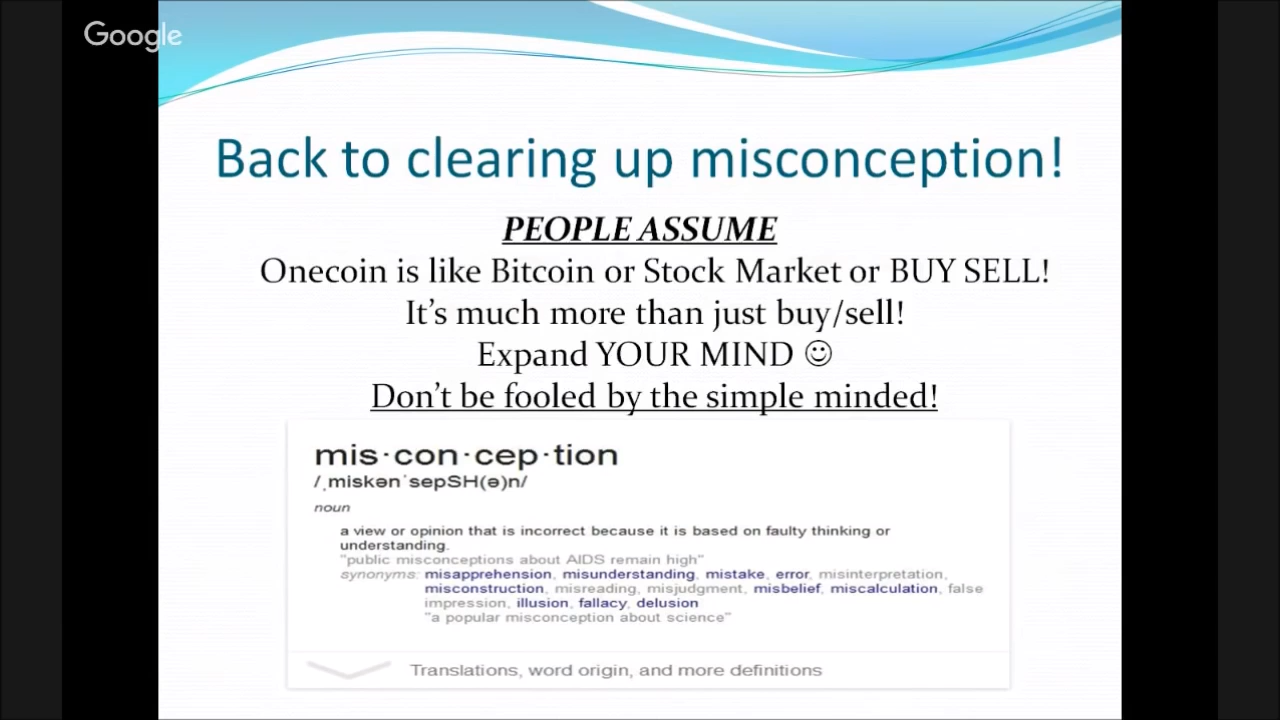 Google
Back to clearing up misconception!
PEOPLE ASSUME
Onecoin is like Bitcoin or Stock Market or BUY SELL!
It's much more than just buy/sell!
Expand YOUR MIND ☺
Don't be fooled by the simple minded!
mis·con·cep·tion
/ˌmiskənˈsepSH(ə)n/
noun
a view or opinion that is incorrect because it is based on faulty thinking or
understanding.
"public misconceptions about AIDS remain high"
synonyms: misapprehension, misunderstanding, mistake, error, misinterpretation,
misconstruction, misreading, misjudgment, misbelief, miscalculation, false
impression, illusion, fallacy, delusion
"a popular misconception about science"
Translations, word origin, and more definitions